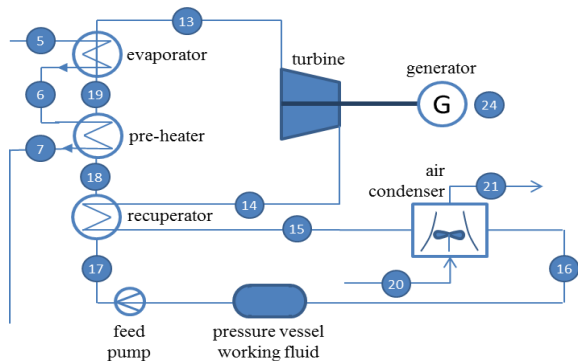 13
5
evaporator
turbine
generator
6
19
G
24
pre-heater
7
18
air
condenser
21
recuperator
14
15
17
20
16
feed
pump
pressure vessel
working fluid